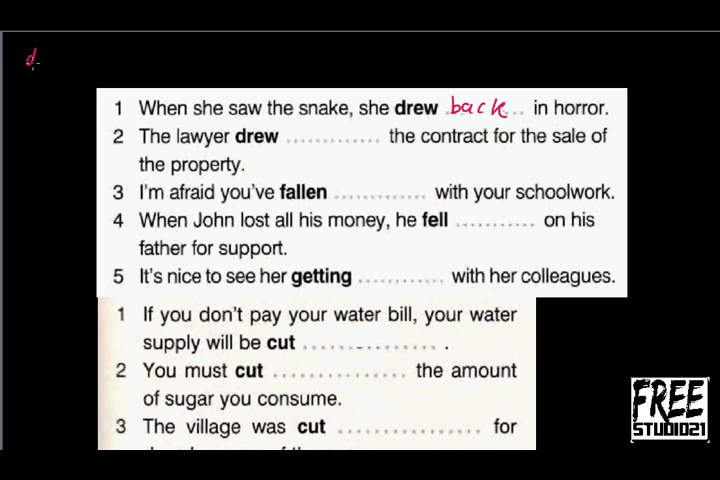 d
1 When she saw the snake, she drew back in horror.
2 The lawyer drew ............ the contract for the sale of
the property.
3 I'm afraid you've fallen ............ with your schoolwork.
4 When John lost all his money, he fell .......... on his
father for support.
5 It's nice to see her getting ........... with her colleagues.
1 If you don't pay your water bill, your water
supply will be cut .................. .
2 You must cut ............... the amount
of sugar you consume.
3 The village was cut ................ for
FREE
STUDIO21